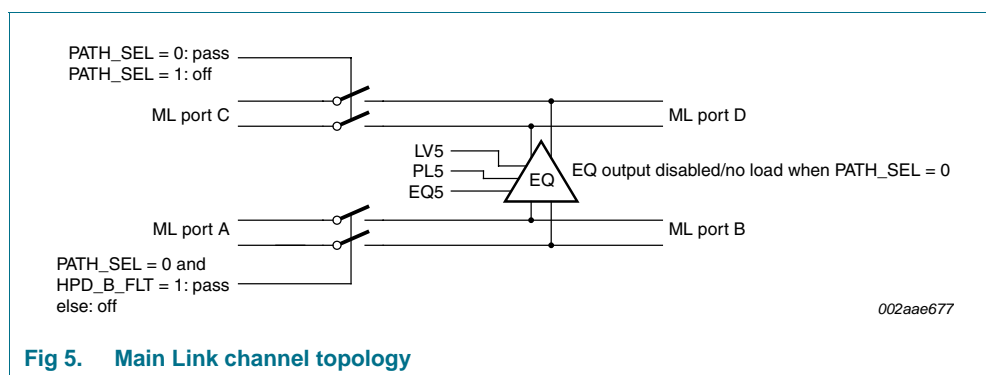 PATH_SEL = 0: pass
PATH_SEL = 1: off
ML port C
ML port D
LV5
PL5
EQ5
EQ
EQ output disabled/no load when PATH_SEL = 0
ML port A
ML port B
PATH_SEL = 0 and
HPD_B_FLT = 1: pass
else: off
002aae677
Fig 5. Main Link channel topology